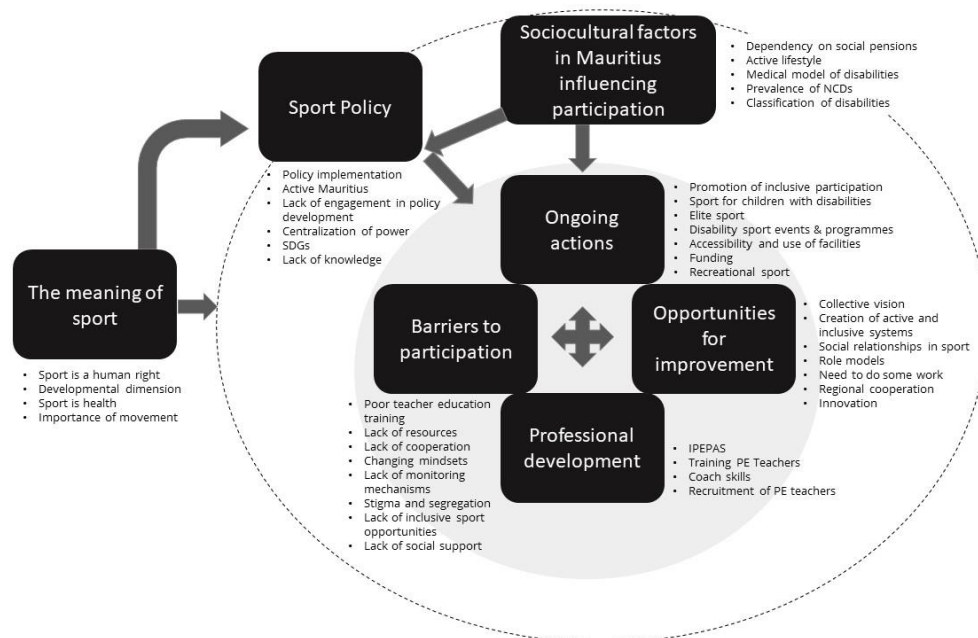 Sociocultural factors
in Mauritius
influencing
participation
• Dependency on social pensions
• Active lifestyle
• Medical model of disabilities
• Prevalence of NCDs
• Classification of disabilities
Sport Policy
• Policy implementation
• Active Mauritius
• Lack of engagement in policy
development
• Centralization of power
• SDGs
• Lack of knowledge
Ongoing
actions
• Promotion of inclusive participation
• Sport for children with disabilities
• Elite sport
• Disability sport events & programmes
• Accessibility and use of facilities
• Funding
• Recreational sport
The meaning of
sport
• Sport is a human right
• Developmental dimension
• Sport is health
• Importance of movement
Barriers to
participation
• Poor teacher education
training
• Lack of resources
• Lack of cooperation
• Changing mindsets
• Lack of monitoring
mechanisms
• Stigma and segregation
• Lack of inclusive sport
opportunities
• Lack of social support
Opportunities
for
improvement
• Collective vision
• Creation of active and
inclusive systems
• Social relationships in sport
• Role models
• Need to do some work
• Regional cooperation
• Innovation
Professional
development
• IPEPAS
• Training PE Teachers
• Coach skills
• Recruitment of PE teachers